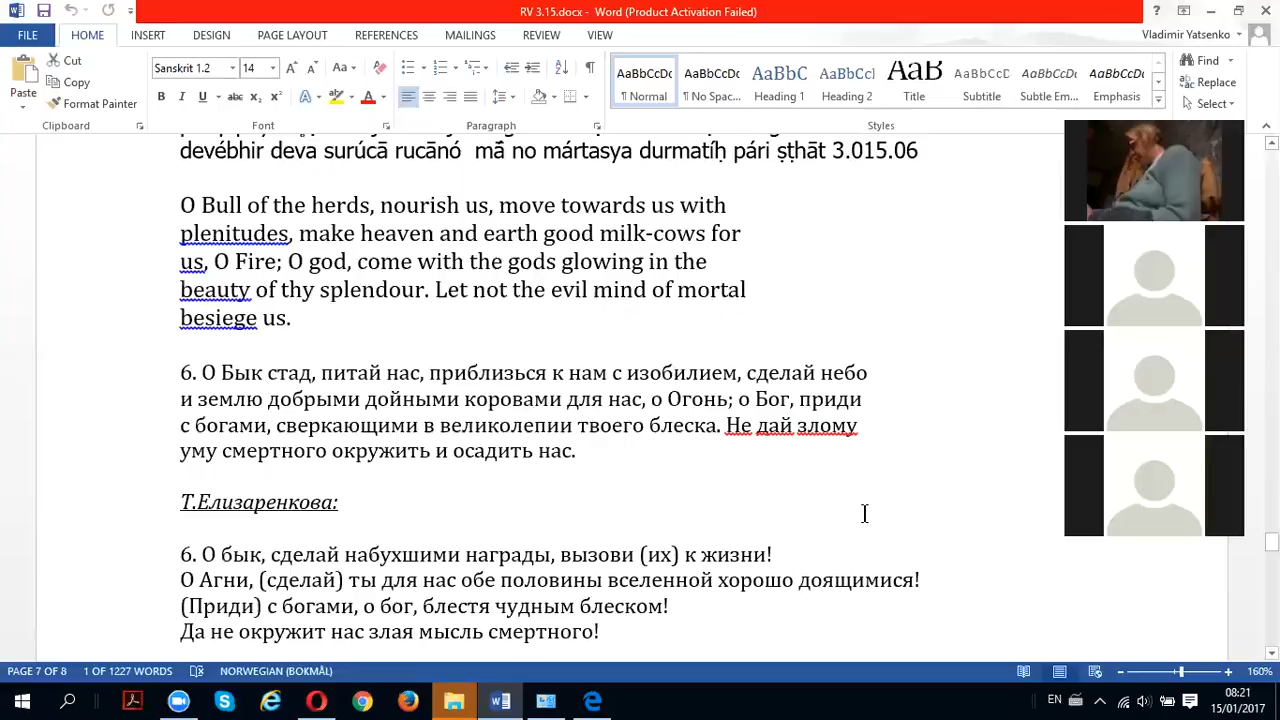 RV 3.15.docx - Word (Product Activation Failed)
FILE HOME INSERT DESIGN PAGE LAYOUT REFERENCES MAILINGS REVIEW VIEW Vladimir Yatsenko
Paste Cut Copy Format Painter Clipboard
Sanskrit 1.2 14 Font
Paragraph
AaBbCcDc AaBbCcDc AaBbC AaBbCc AaB AaBbCcD AaBbCcDc AaBbCcDc
¶ Normal ¶ No Spac... Heading 1 Heading 2 Title Subtitle Subtle Em... Emphasis
Styles
Find
Replace
Select
devébhir deva surúcā rucānó mā́ no mártasya durmatíḥ pári ṣṭhāt 3.015.06
O Bull of the herds, nourish us, move towards us with
plenitudes, make heaven and earth good milk-cows for
us, O Fire; O god, come with the gods glowing in the
beauty of thy splendour. Let not the evil mind of mortal
besiege us.
6. О Бык стад, питай нас, приблизься к нам с изобилием, сделай небо
и землю добрыми дойными коровами для нас, о Огонь; о Бог, приди
с богами, сверкающими в великолепии твоего блеска. Не дай злому
уму смертного окружить и осадить нас.
Т.Елизаренкова:
6. О бык, сделай набухшими награды, вызови (их) к жизни!
О Агни, (сделай) ты для нас обе половины вселенной хорошо доящимися!
(Приди) с богами, о бог, блестя чудным блеском!
Да не окружит нас злая мысль смертного!
PAGE 7 OF 8 1 OF 1227 WORDS NORWEGIAN (BOKMÅL) 160%
EN 08:21
15/01/2017